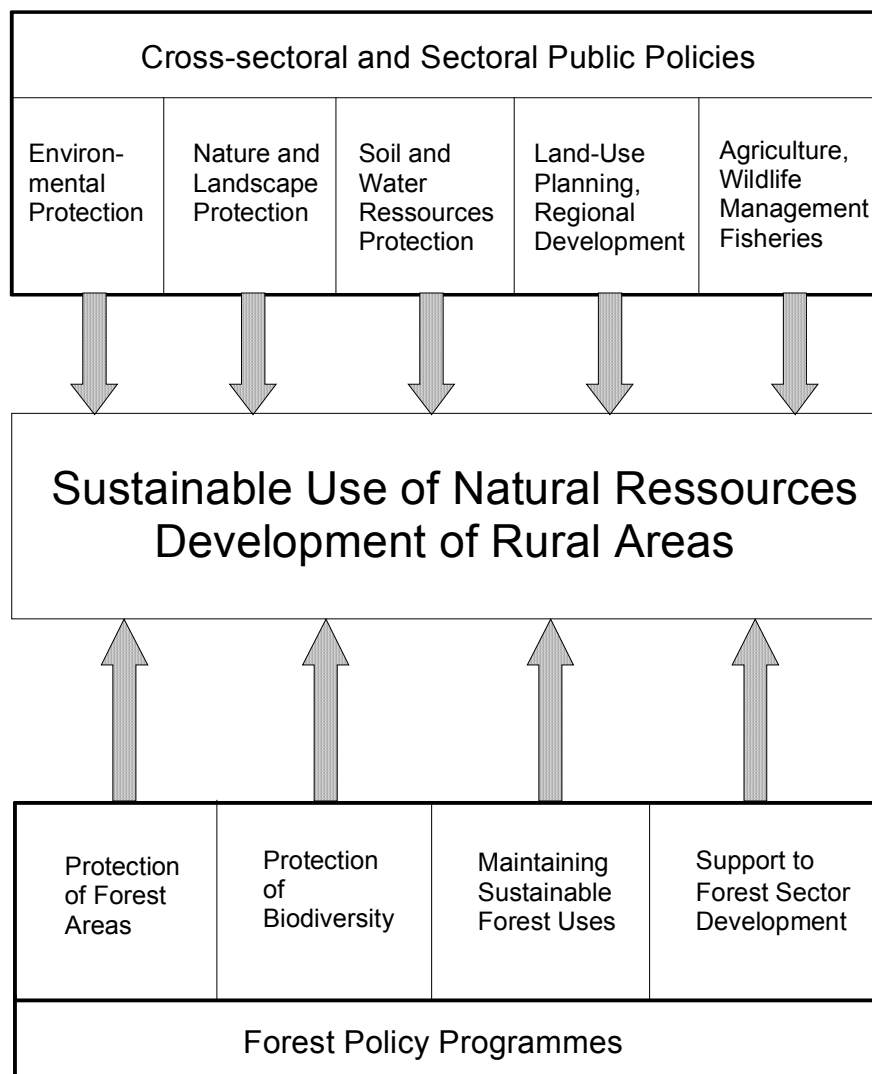 Cross-sectoral and Sectoral Public Policies
Environ-
mental
Protection
Nature and
Landscape
Protection
Soil and
Water
Ressources
Protection
Land-Use
Planning,
Regional
Development
Agriculture,
Wildlife
Management
Fisheries
Sustainable Use of Natural Ressources
Development of Rural Areas
Protection
of Forest
Areas
Protection
of
Biodiversity
Maintaining
Sustainable
Forest Uses
Support to
Forest Sector
Development
Forest Policy Programmes